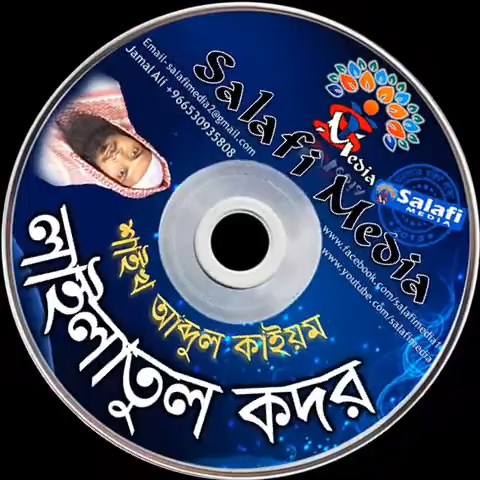 Email:-salafimedia2@gmail.com
Jamal Ali +966530935808
Salafi Media
Media
Salafi
MEDIA
www.facebook.com/salafimedia1
www.youtube.com/salafimedia
শাইখ আব্দুল কাইয়ম
লাইলাতুল কদর